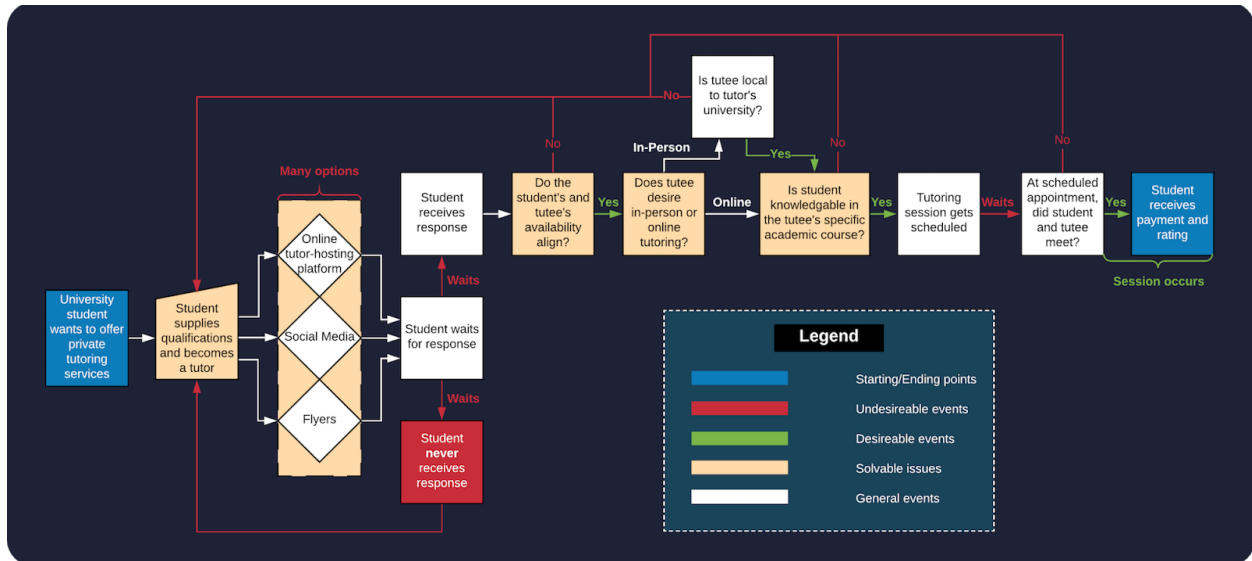 University
student
wants to offer
private
tutoring
services
Student
supplies
qualifications
and becomes
a tutor
Many options
Online
tutor-hosting
platform
Social Media
Flyers
Student waits
for response
Waits
Student
receives
response
Waits
Student
never
receives
response
Do the
student's and
tutee's
availability
align?
No
Yes
Does tutee
desire
in-person or
online
tutoring?
In-Person
Is tutee local
to tutor's
university?
No
Yes
Online
Is student
knowledgable in
the tutee's specific
academic course?
No
Yes
Tutoring
session gets
scheduled
Waits
At scheduled
appointment,
did student
and tutee
meet?
No
Yes
Student
receives
payment and
rating
Session occurs
Legend
Starting/Ending points
Undesireable events
Desireable events
Solvable issues
General events